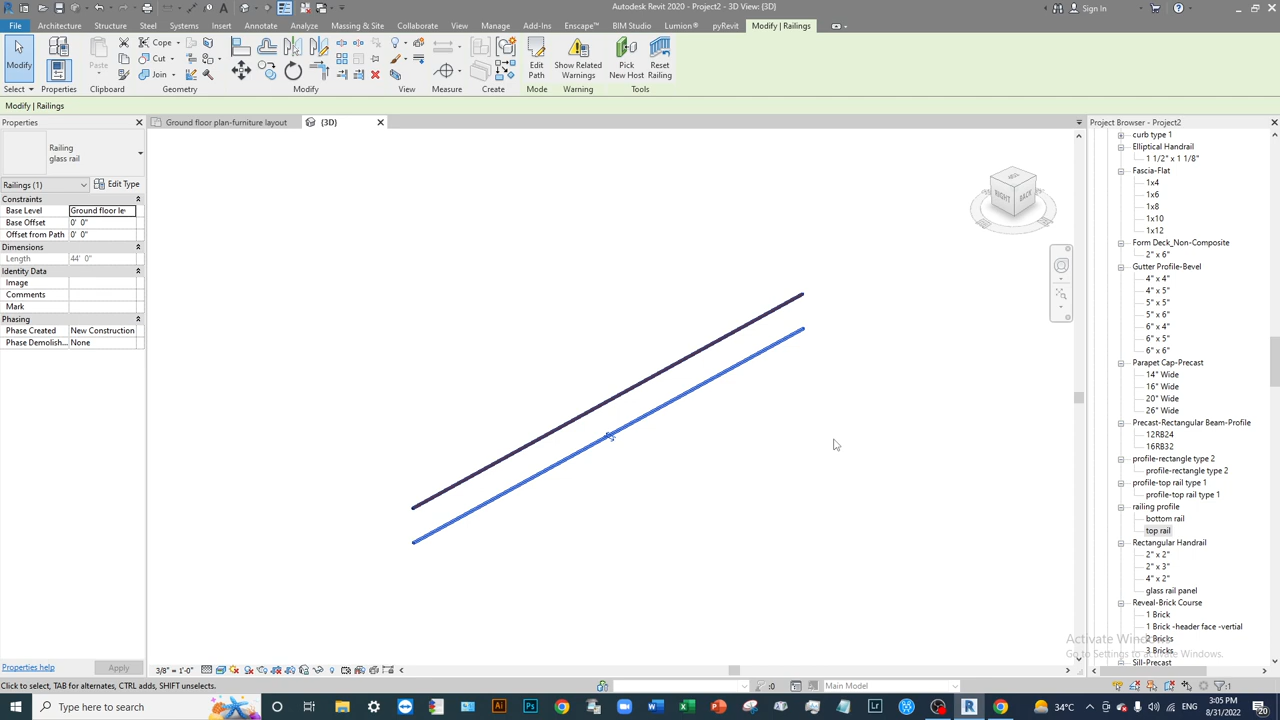 Autodesk Revit 2020 - Project2 - 3D View: {3D}
Sign In
File Architecture Structure Steel Systems Insert Annotate Analyze Massing & Site Collaborate View Manage Add-Ins Enscape™ BIM Studio Lumion® pyRevit Modify | Railings
Modify
Paste
Cope
Cut
Join
Edit Path
Show Related Warnings
Pick New Host
Reset Railing
Select Properties Clipboard Geometry Modify View Measure Create Mode Warning Tools
Modify | Railings
Properties
Ground floor plan-furniture layout
{3D}
Project Browser - Project2
Railing
glass rail
Railings (1)
Edit Type
Constraints
Base Level Ground floor le
Base Offset 0' 0"
Offset from Path 0' 0"
Dimensions
Length 44' 0"
Identity Data
Image
Comments
Mark
Phasing
Phase Created New Construction
Phase Demolish... None
RIGHT BACK
curb type 1
Elliptical Handrail
1 1/2" x 1 1/8"
Fascia-Flat
1x4
1x6
1x8
1x10
1x12
Form Deck_Non-Composite
2" x 6"
Gutter Profile-Bevel
4" x 4"
4" x 5"
5" x 5"
5" x 6"
6" x 4"
6" x 5"
6" x 6"
Parapet Cap-Precast
14" Wide
16" Wide
20" Wide
26" Wide
Precast-Rectangular Beam-Profile
12RB24
16RB32
profile-rectangle type 2
profile-rectangle type 2
profile-top rail type 1
profile-top rail type 1
railing profile
bottom rail
top rail
Rectangular Handrail
2" x 2"
2" x 3"
4" x 2"
glass rail panel
Reveal-Brick Course
1 Brick
1 Brick -header face -vertial
2 Bricks
3 Bricks
Sill-Precast
Activate Windows
Go to Settings to activate Windows.
Properties help
Apply
3/8" = 1'-0"
Click to select, TAB for alternates, CTRL adds, SHIFT unselects.
:0
Main Model
:1
Type here to search
34°C
3:05 PM
8/31/2022
20